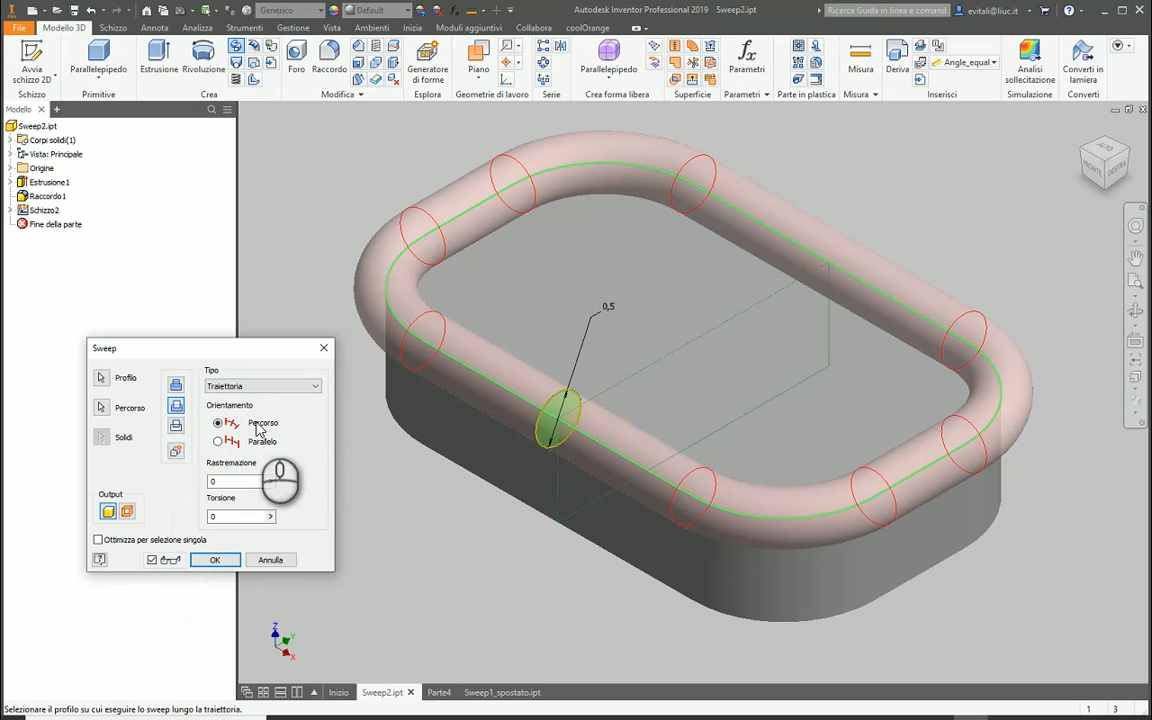 Generico
Default
Autodesk Inventor Professional 2019 Sweep2.ipt
Ricerca Guida in linea e comand
evitali@liuc.it
File
Modello 3D
Schizzo
Annota
Analizza
Strumenti
Gestione
Vista
Ambienti
Inizia
Moduli aggiuntivi
Collabora
coolOrange
Avvia
schizzo 2D
Parallelepipedo
Estrusione
Rivoluzione
Foro
Raccordo
Generatore
di forme
Piano
Parallelepipedo
fx
Parametri
Misura
Deriva
Angle_equal
Analisi
sollecitazioni
Converti in
lamiera
Schizzo
Primitive
Crea
Modifica
Esplora
Geometrie di lavoro
Serie
Crea forma libera
Superficie
Parametri
Parte in plastica
Misura
Inserisci
Simulazione
Converti
Modello
Sweep2.ipt
Corpi solidi(1)
Vista: Principale
Origine
Estrusione1
Raccordo1
Schizzo2
Fine della parte
ALTO
FRONTE
DESTRA
0,5
Sweep
Profilo
Percorso
Solidi
Output
Tipo
Traiettoria
Orientamento
Percorso
Parallelo
Rastremazione
0
Torsione
0
Ottimizza per selezione singola
OK
Annulla
Z
Y
X
Inizio
Sweep2.ipt
Parte4
Sweep1_spostato.ipt
Selezionare il profilo su cui eseguire lo sweep lungo la traiettoria.
1
3